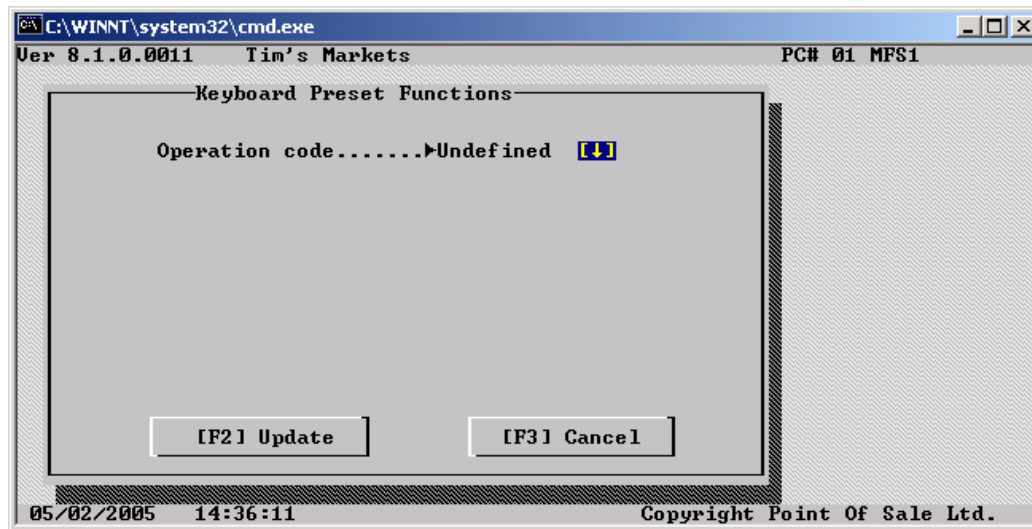 C:\WINNT\system32\cmd.exe
Ver 8.1.0.0011 Tim's Markets PC# 01 MFS1
Keyboard Preset Functions
Operation code.......►Undefined [↓]
[F2] Update [F3] Cancel
05/02/2005 14:36:11 Copyright Point Of Sale Ltd.